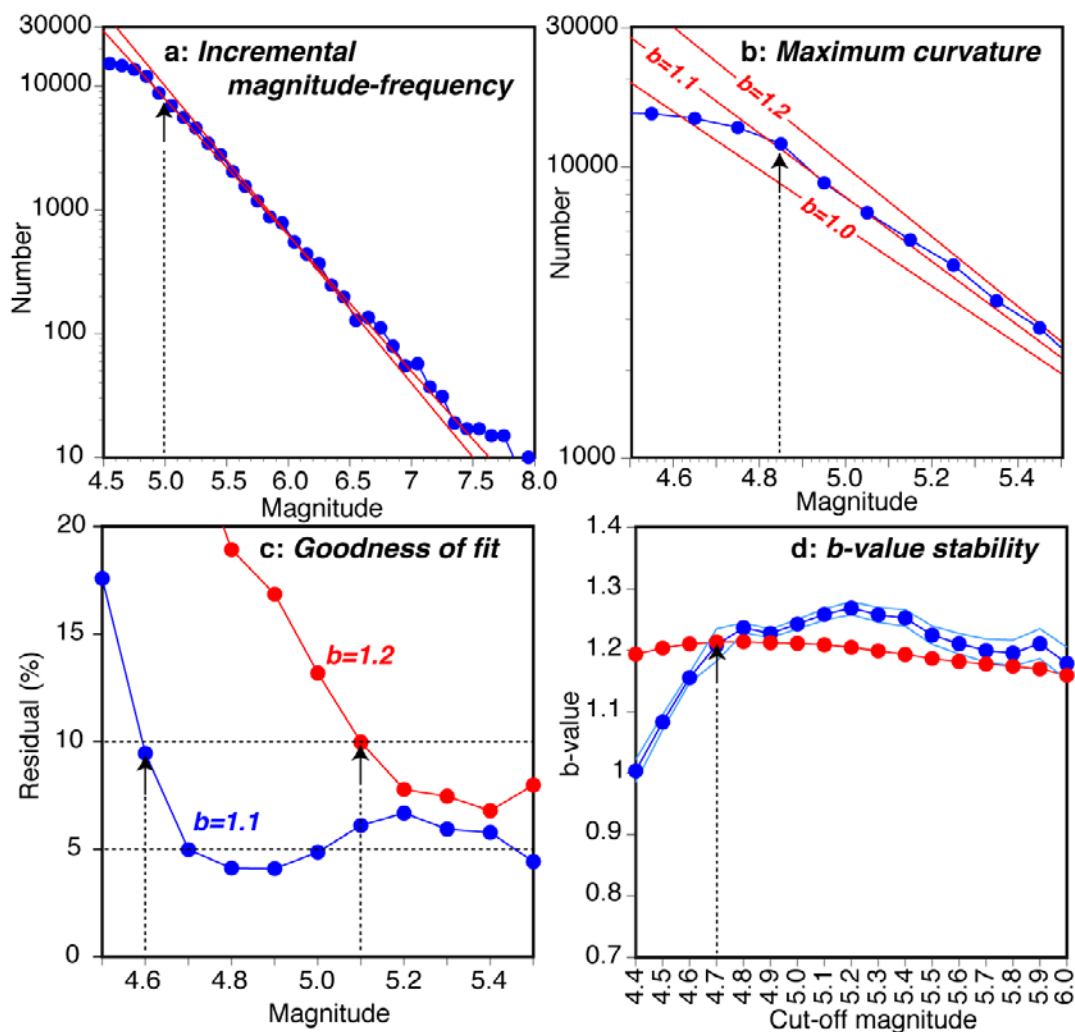 a: Incremental
magnitude-frequency
30000
10000
1000
100
10
Number
4.5 5.0 5.5 6.0 6.5 7.0 7.5 8.0
Magnitude
b: Maximum curvature
30000
10000
1000
Number
b=1.2
b=1.1
b=1.0
4.6 4.8 5.0 5.2 5.4
Magnitude
c: Goodness of fit
20
15
10
5
0
Residual (%)
b=1.2
b=1.1
4.6 4.8 5.0 5.2 5.4
Magnitude
d: b-value stability
1.4
1.3
1.2
1.1
1
0.9
0.8
0.7
b-value
4.4 4.5 4.6 4.7 4.8 4.9 5.0 5.1 5.2 5.3 5.4 5.5 5.6 5.7 5.8 5.9 6.0
Cut-off magnitude